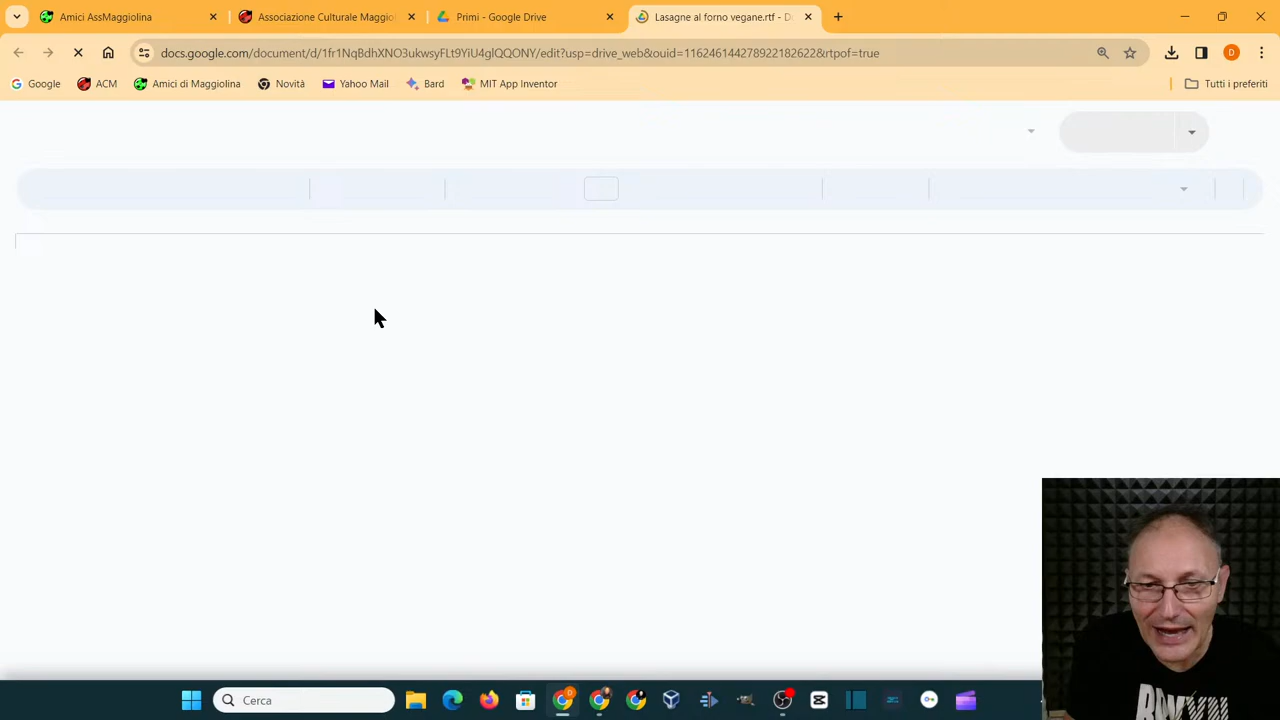 Amici AssMaggiolina
Associazione Culturale Maggiol
Primi - Google Drive
Lasagne al forno vegane.rtf - D
docs.google.com/document/d/1fr1NqBdhXNO3ukwsyFLt9YiU4glQQONY/edit?usp=drive_web&ouid=116246144278922182622&rtpof=true
D
Google
ACM
Amici di Maggiolina
Novità
Yahoo Mail
Bard
MIT App Inventor
Tutti i preferiti
Cerca